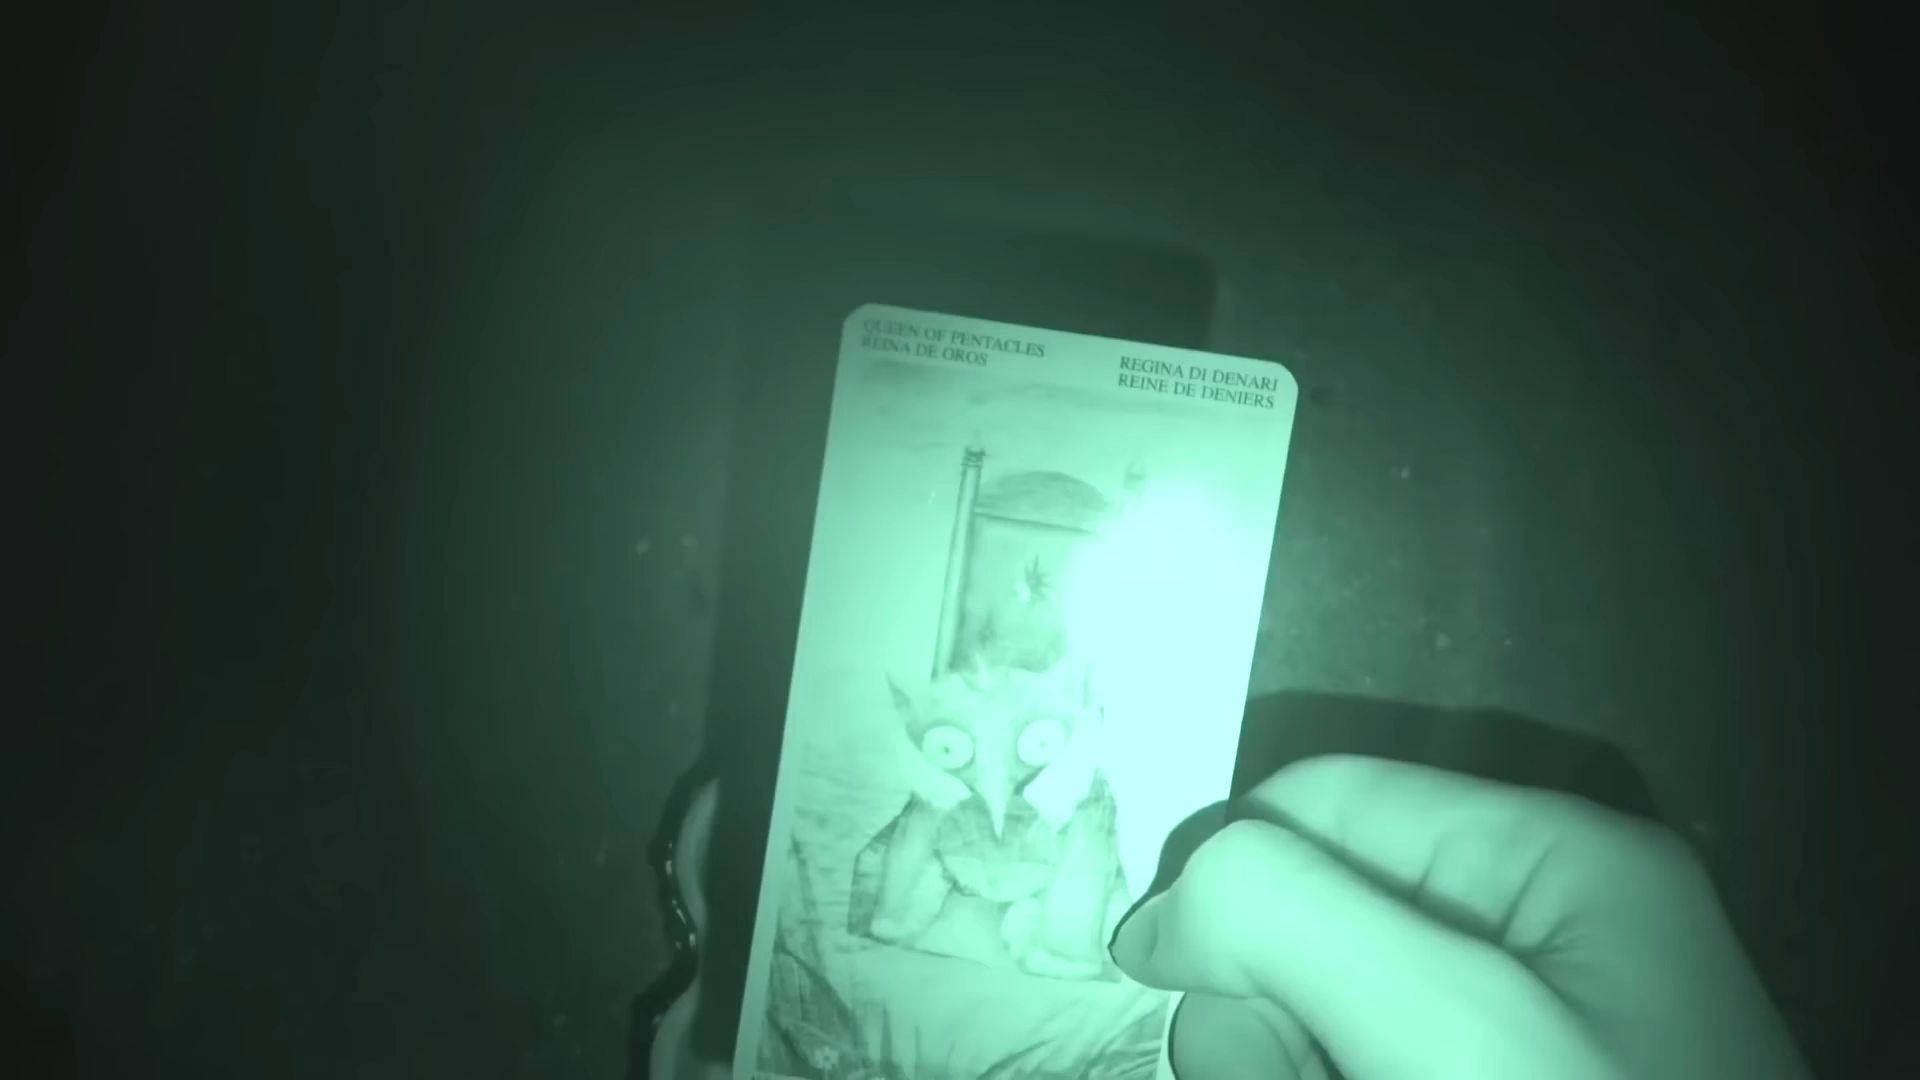 QUEEN OF PENTACLES
REINA DE OROS
REGINA DI DENARI
REINE DE DENIERS